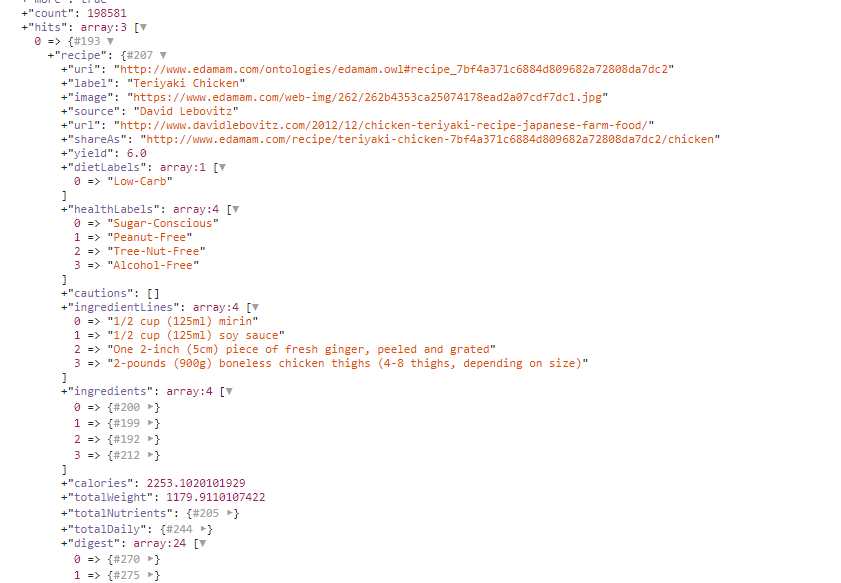 +"more": true
+"count": 198581
+"hits": array:3 [▼
0 => {#193 ▼
+"recipe": {#207 ▼
+"uri": "http://www.edamam.com/ontologies/edamam.owl#recipe_7bf4a371c6884d809682a72808da7dc2"
+"label": "Teriyaki Chicken"
+"image": "https://www.edamam.com/web-img/262/262b4353ca25074178ead2a07cdf7dc1.jpg"
+"source": "David Lebovitz"
+"url": "http://www.davidlebovitz.com/2012/12/chicken-teriyaki-recipe-japanese-farm-food/"
+"shareAs": "http://www.edamam.com/recipe/teriyaki-chicken-7bf4a371c6884d809682a72808da7dc2/chicken"
+"yield": 6.0
+"dietLabels": array:1 [▼
0 => "Low-Carb"
]
+"healthLabels": array:4 [▼
0 => "Sugar-Conscious"
1 => "Peanut-Free"
2 => "Tree-Nut-Free"
3 => "Alcohol-Free"
]
+"cautions": []
+"ingredientLines": array:4 [▼
0 => "1/2 cup (125ml) mirin"
1 => "1/2 cup (125ml) soy sauce"
2 => "One 2-inch (5cm) piece of fresh ginger, peeled and grated"
3 => "2-pounds (900g) boneless chicken thighs (4-8 thighs, depending on size)"
]
+"ingredients": array:4 [▼
0 => {#200 ▶}
1 => {#199 ▶}
2 => {#192 ▶}
3 => {#212 ▶}
]
+"calories": 2253.1020101929
+"totalWeight": 1179.9110107422
+"totalNutrients": {#205 ▶}
+"totalDaily": {#244 ▶}
+"digest": array:24 [▼
0 => {#270 ▶}
1 => {#275 ▶}